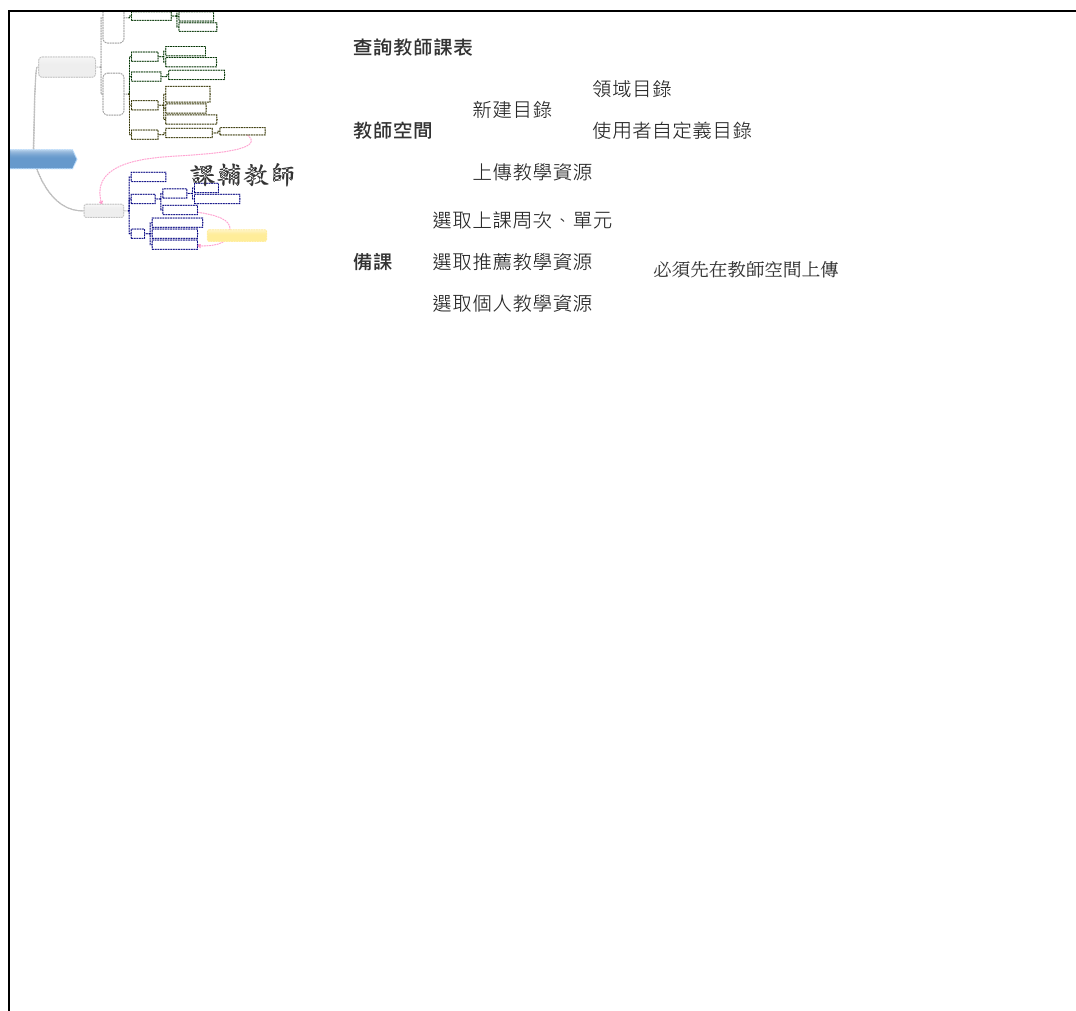 查詢教師課表
領域目錄
新建目錄
教師空間
使用者自定義目錄
課輔教師
上傳教學資源
選取上課周次、單元
備課
選取推薦教學資源
必須先在教師空間上傳
選取個人教學資源